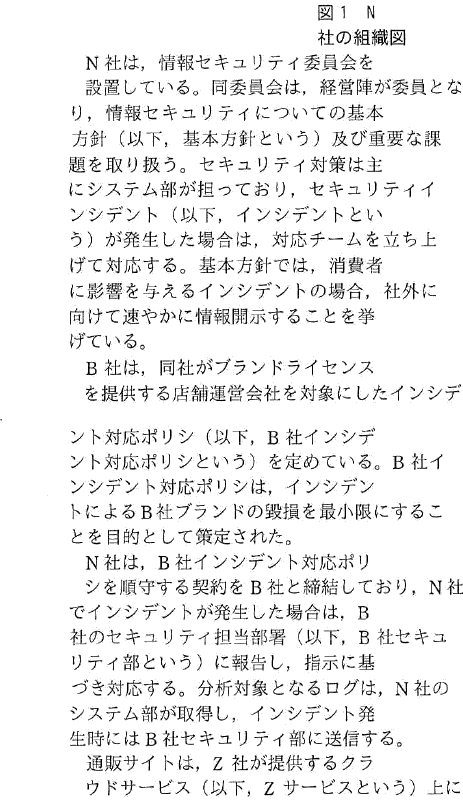 図1 N
社の組織図
N社は，情報セキュリティ委員会を
設置している。同委員会は，経営陣が委員とな
り，情報セキュリティについての基本
方針（以下，基本方針という）及び重要な課
題を取り扱う。セキュリティ対策は主
にシステム部が担っており，セキュリティイ
ンシデント（以下，インシデントとい
う）が発生した場合は，対応チームを立ち上
げて対応する。基本方針では，消費者
に影響を与えるインシデントの場合，社外に
向けて速やかに情報開示することを挙
げている。
B社は，同社がブランドライセンス
を提供する店舗運営会社を対象にしたインシデ
ント対応ポリシ（以下，B社インシデ
ント対応ポリシという）を定めている。B社イ
ンシデント対応ポリシは，インシデン
トによるB社ブランドの毀損を最小限にするこ
とを目的として策定された。
N社は，B社インシデント対応ポリ
シを順守する契約をB社と締結しており，N社
でインシデントが発生した場合は，B
社のセキュリティ担当部署（以下，B社セキュ
リティ部という）に報告し，指示に基
づき対応する。分析対象となるログは，N社の
システム部が取得し，インシデント発
生時にはB社セキュリティ部に送信する。
通販サイトは，Z社が提供するクラ
ウドサービス（以下，Zサービスという）上に